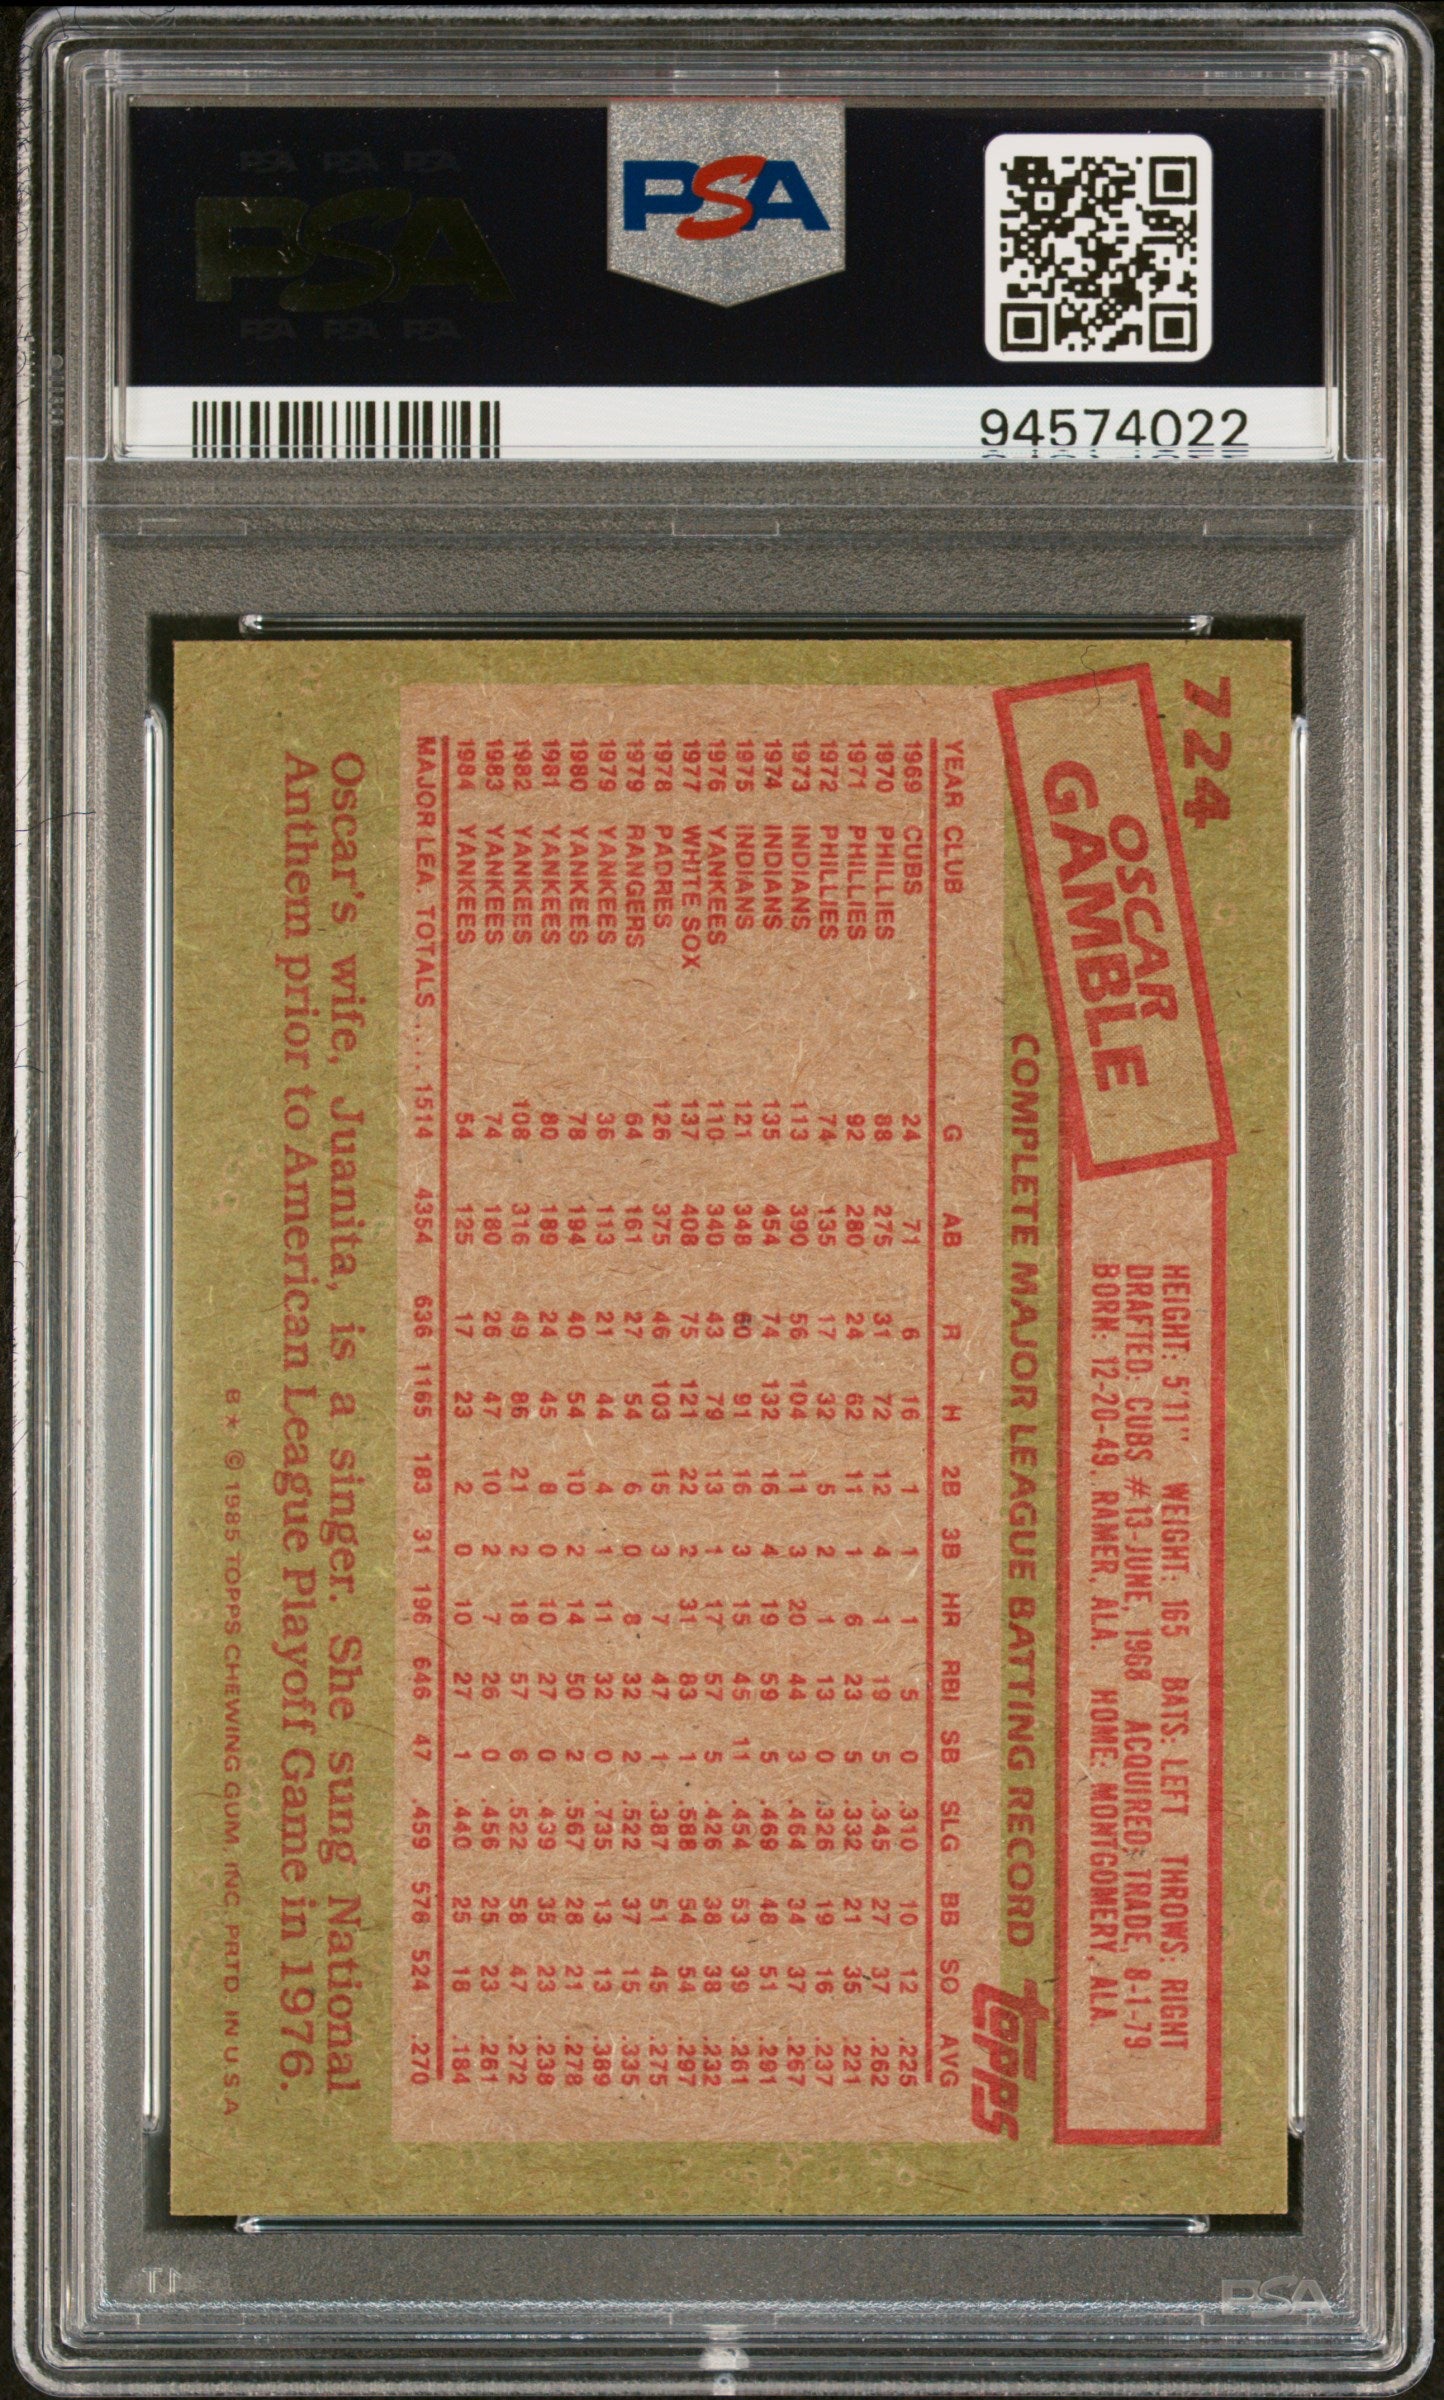 PSA PSA PSA
PSA
PSA PSA PSA
PSA
94574022
724
OSCAR
GAMBLE
HEIGHT: 5'11" WEIGHT: 165 BATS: LEFT THROWS: RIGHT
DRAFTED: CUBS #13-JUNE, 1968 ACQUIRED: TRADE, 8-1-79
BORN: 12-20-49, RAMER, ALA. HOME: MONTGOMERY, ALA
COMPLETE MAJOR LEAGUE BATTING RECORD
Topps
YEAR CLUB G AB R H 2B 3B HR RBI SB SLG BB SO AVG
1969 CUBS 24 71 6 16 1 1 1 5 0 .310 10 12 .225
1970 PHILLIES 88 275 31 72 12 4 1 19 5 .345 27 37 .262
1971 PHILLIES 92 280 24 62 11 1 6 23 5 .332 21 35 .221
1972 PHILLIES 74 135 17 32 5 2 1 13 0 .326 19 16 .237
1973 INDIANS 113 390 56 104 11 3 20 44 3 .464 34 37 .267
1974 INDIANS 135 454 74 132 16 4 19 59 5 .469 48 51 .291
1975 INDIANS 121 348 60 91 16 3 15 45 11 .454 53 39 .261
1976 YANKEES 110 340 43 79 13 1 17 57 5 .426 38 38 .232
1977 WHITE SOX 137 408 75 121 22 2 31 83 1 .588 54 54 .297
1978 PADRES 126 375 46 103 15 3 7 47 1 .387 51 45 .275
1979 RANGERS 64 161 27 54 6 0 8 32 2 .522 37 15 .335
1979 YANKEES 36 113 21 44 4 1 11 32 0 .735 13 13 .389
1980 YANKEES 78 194 40 54 10 2 14 50 2 .567 28 21 .278
1981 YANKEES 80 189 24 45 8 0 10 27 0 .439 35 23 .238
1982 YANKEES 108 316 49 86 21 2 18 57 6 .522 58 47 .272
1983 YANKEES 74 180 26 47 10 2 7 26 0 .456 25 23 .261
1984 YANKEES 54 125 17 23 2 0 10 27 1 .440 25 18 .184
MAJOR LEA. TOTALS .... 1514 4354 636 1165 183 31 196 646 47 .459 578 524 .270
Oscar's wife, Juanita, is a singer. She sung National
Anthem prior to American League Playoff Game in 1976.
B ★ © 1985 TOPPS CHEWING GUM, INC. PRTD. IN U.S.A.
PSA